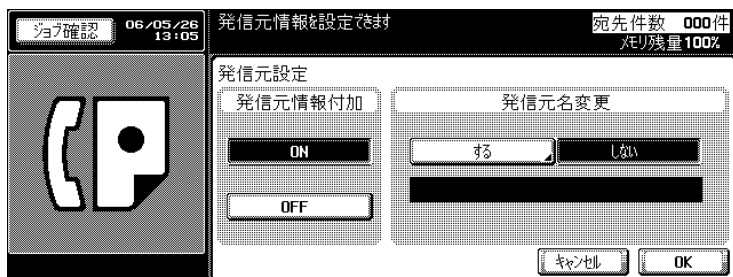 ジョブ確認
06/05/26
13:05
発信元情報を設定できます
宛先件数 000件
メモリ残量100%
発信元設定
発信元情報付加
発信元名変更
ON
する
しない
OFF
キャンセル
OK